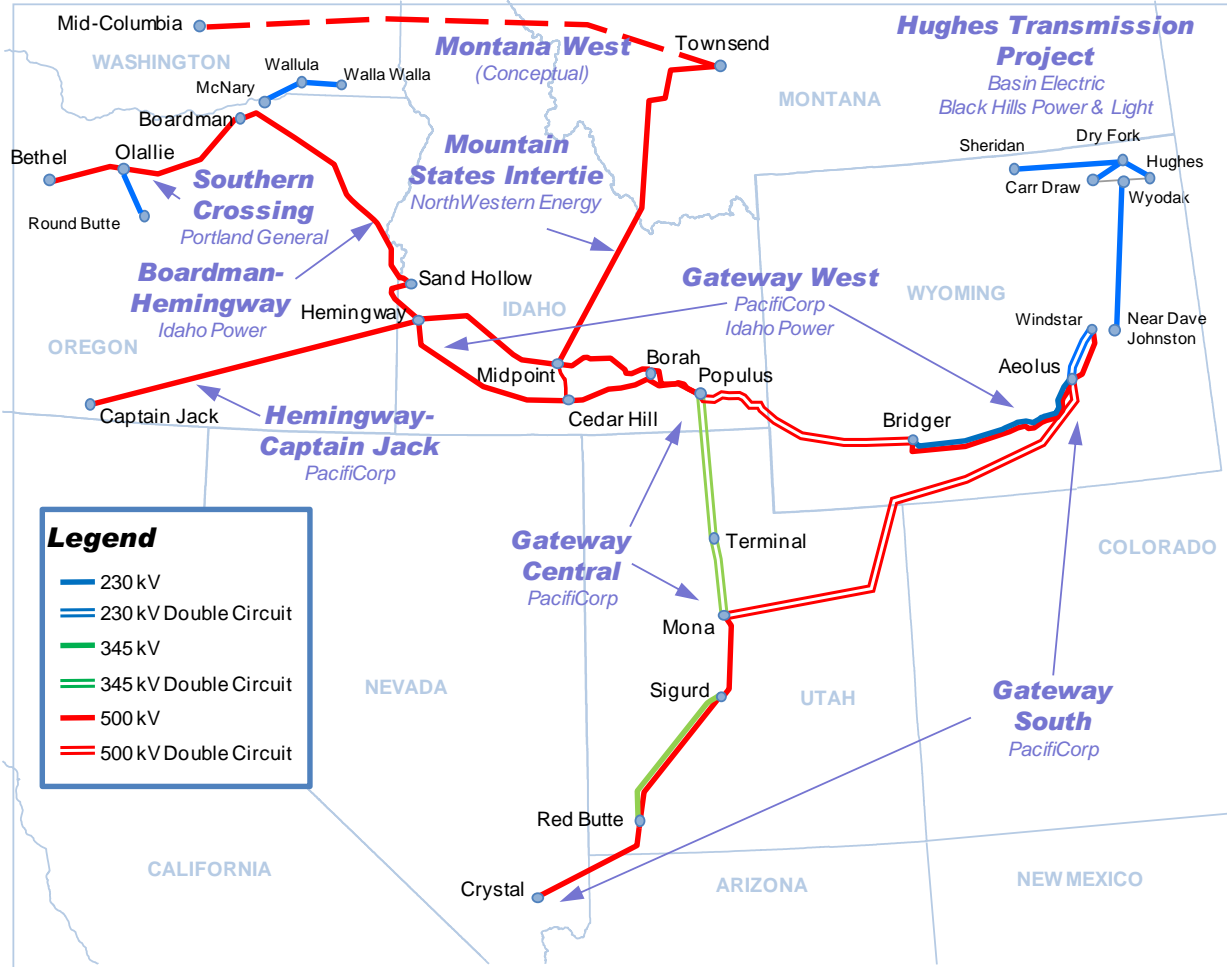 Mid-Columbia
WASHINGTON
Wallula
Walla Walla
McNary
Boardman
Bethel
Olallie
Round Butte
Southern
Crossing
Portland General
Boardman-
Hemingway
Idaho Power
Montana West
(Conceptual)
Townsend
Mountain
States Intertie
NorthWestern Energy
MONTANA
Hughes Transmission
Project
Basin Electric
Black Hills Power & Light
Sheridan
Dry Fork
Hughes
Carr Draw
Wyodak
Sand Hollow
Hemingway
IDAHO
OREGON
Gateway West
PacifiCorp
Idaho Power
WYOMING
Windstar
Near Dave
Johnston
Aeolus
Midpoint
Borah
Populus
Cedar Hill
Bridger
Captain Jack
Hemingway-
Captain Jack
PacifiCorp
Legend
230 kV
230 kV Double Circuit
345 kV
345 kV Double Circuit
500 kV
500 kV Double Circuit
Gateway
Central
PacifiCorp
Terminal
Mona
COLORADO
NEVADA
Sigurd
UTAH
Gateway
South
PacifiCorp
Red Butte
CALIFORNIA
Crystal
ARIZONA
NEW MEXICO